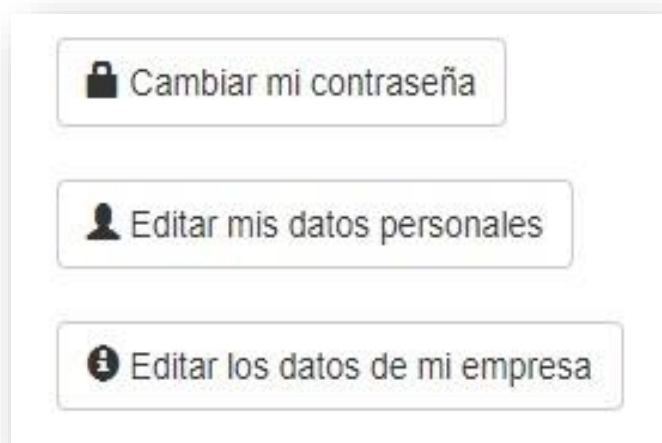 Cambiar mi contraseña
Editar mis datos personales
Editar los datos de mi empresa